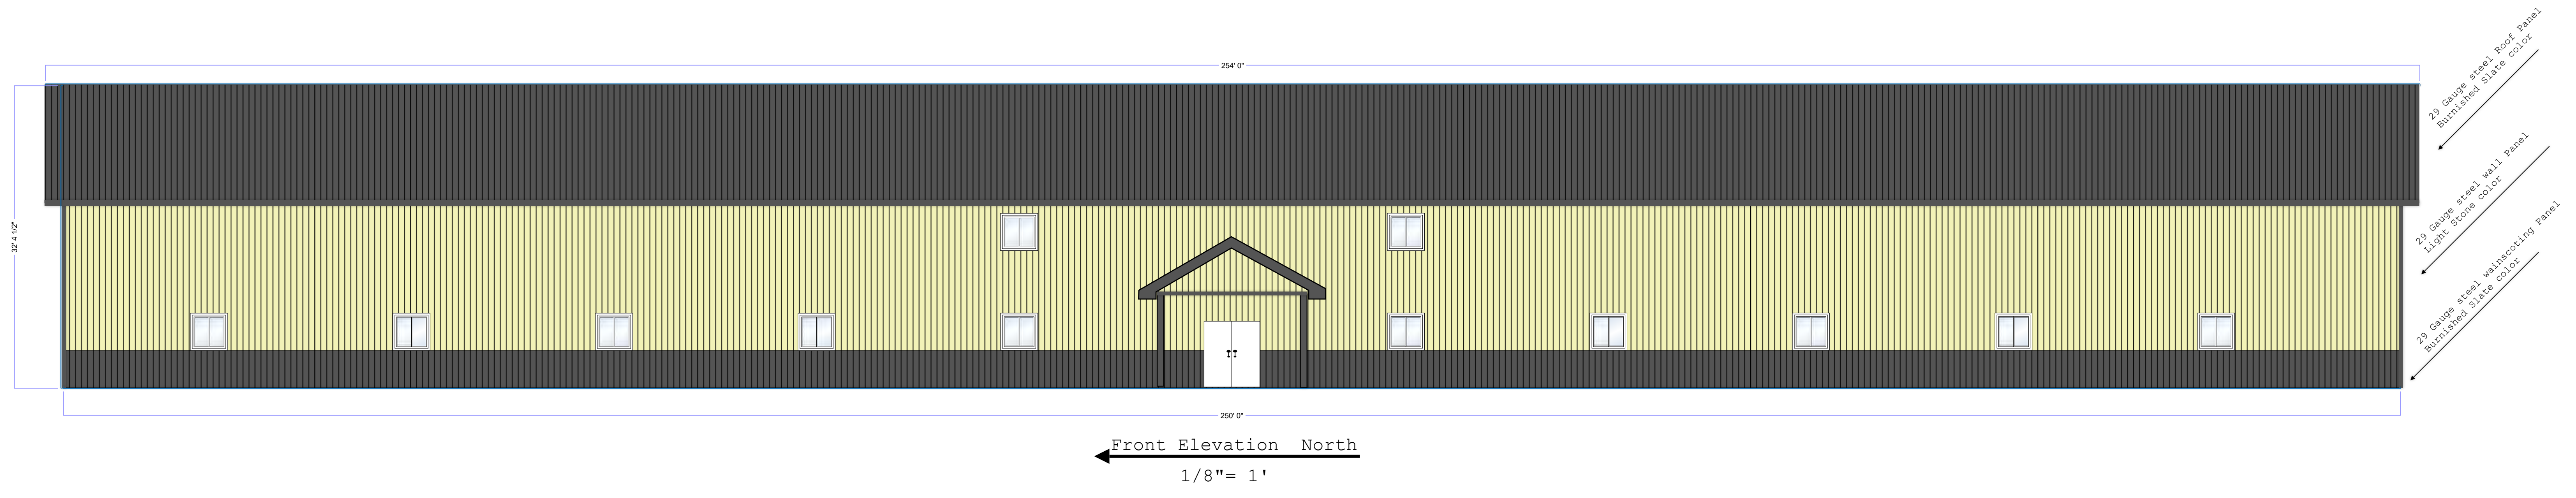 254' 0"
29 Gauge steel Roof Panel
Burnished Slate color
32' 4 1/2"
29 Gauge steel wall Panel
Light Stone color
29 Gauge steel wainscoting Panel
Burnished Slate color
250' 0"
Front Elevation  North
1/8"= 1'